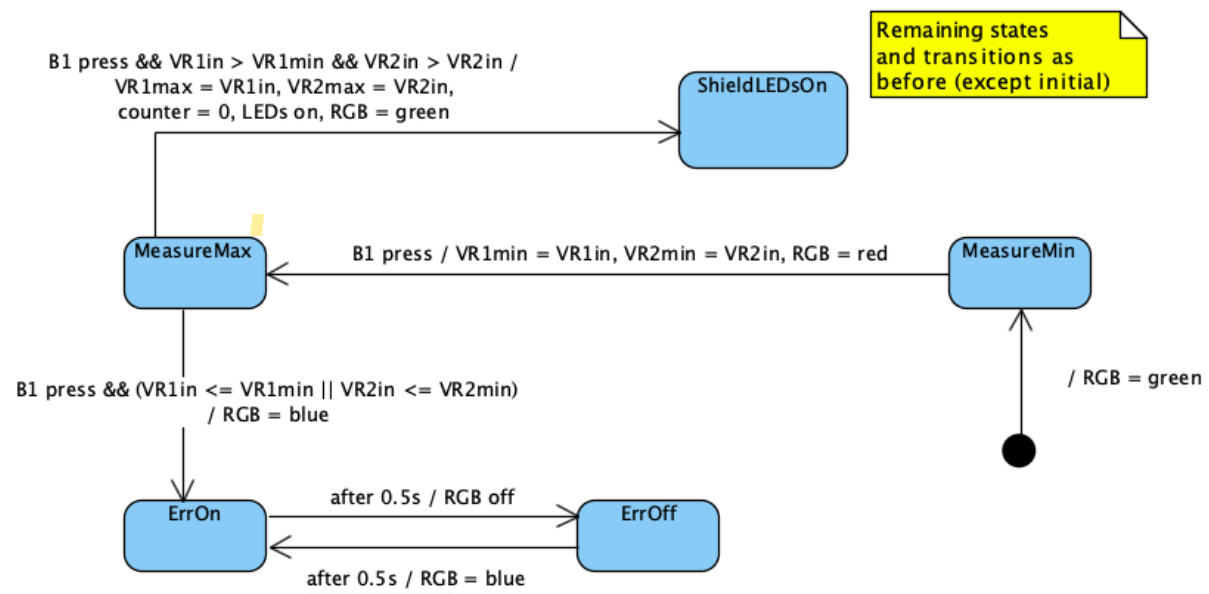 Remaining states
and transitions as
before (except initial)
B1 press && VR1in > VR1min && VR2in > VR2in /
VR1max = VR1in, VR2max = VR2in,
counter = 0, LEDs on, RGB = green
ShieldLEDsOn
MeasureMax
B1 press / VR1min = VR1in, VR2min = VR2in, RGB = red
MeasureMin
B1 press && (VR1in <= VR1min || VR2in <= VR2min)
/ RGB = blue
/ RGB = green
ErrOn
after 0.5s / RGB off
ErrOff
after 0.5s / RGB = blue